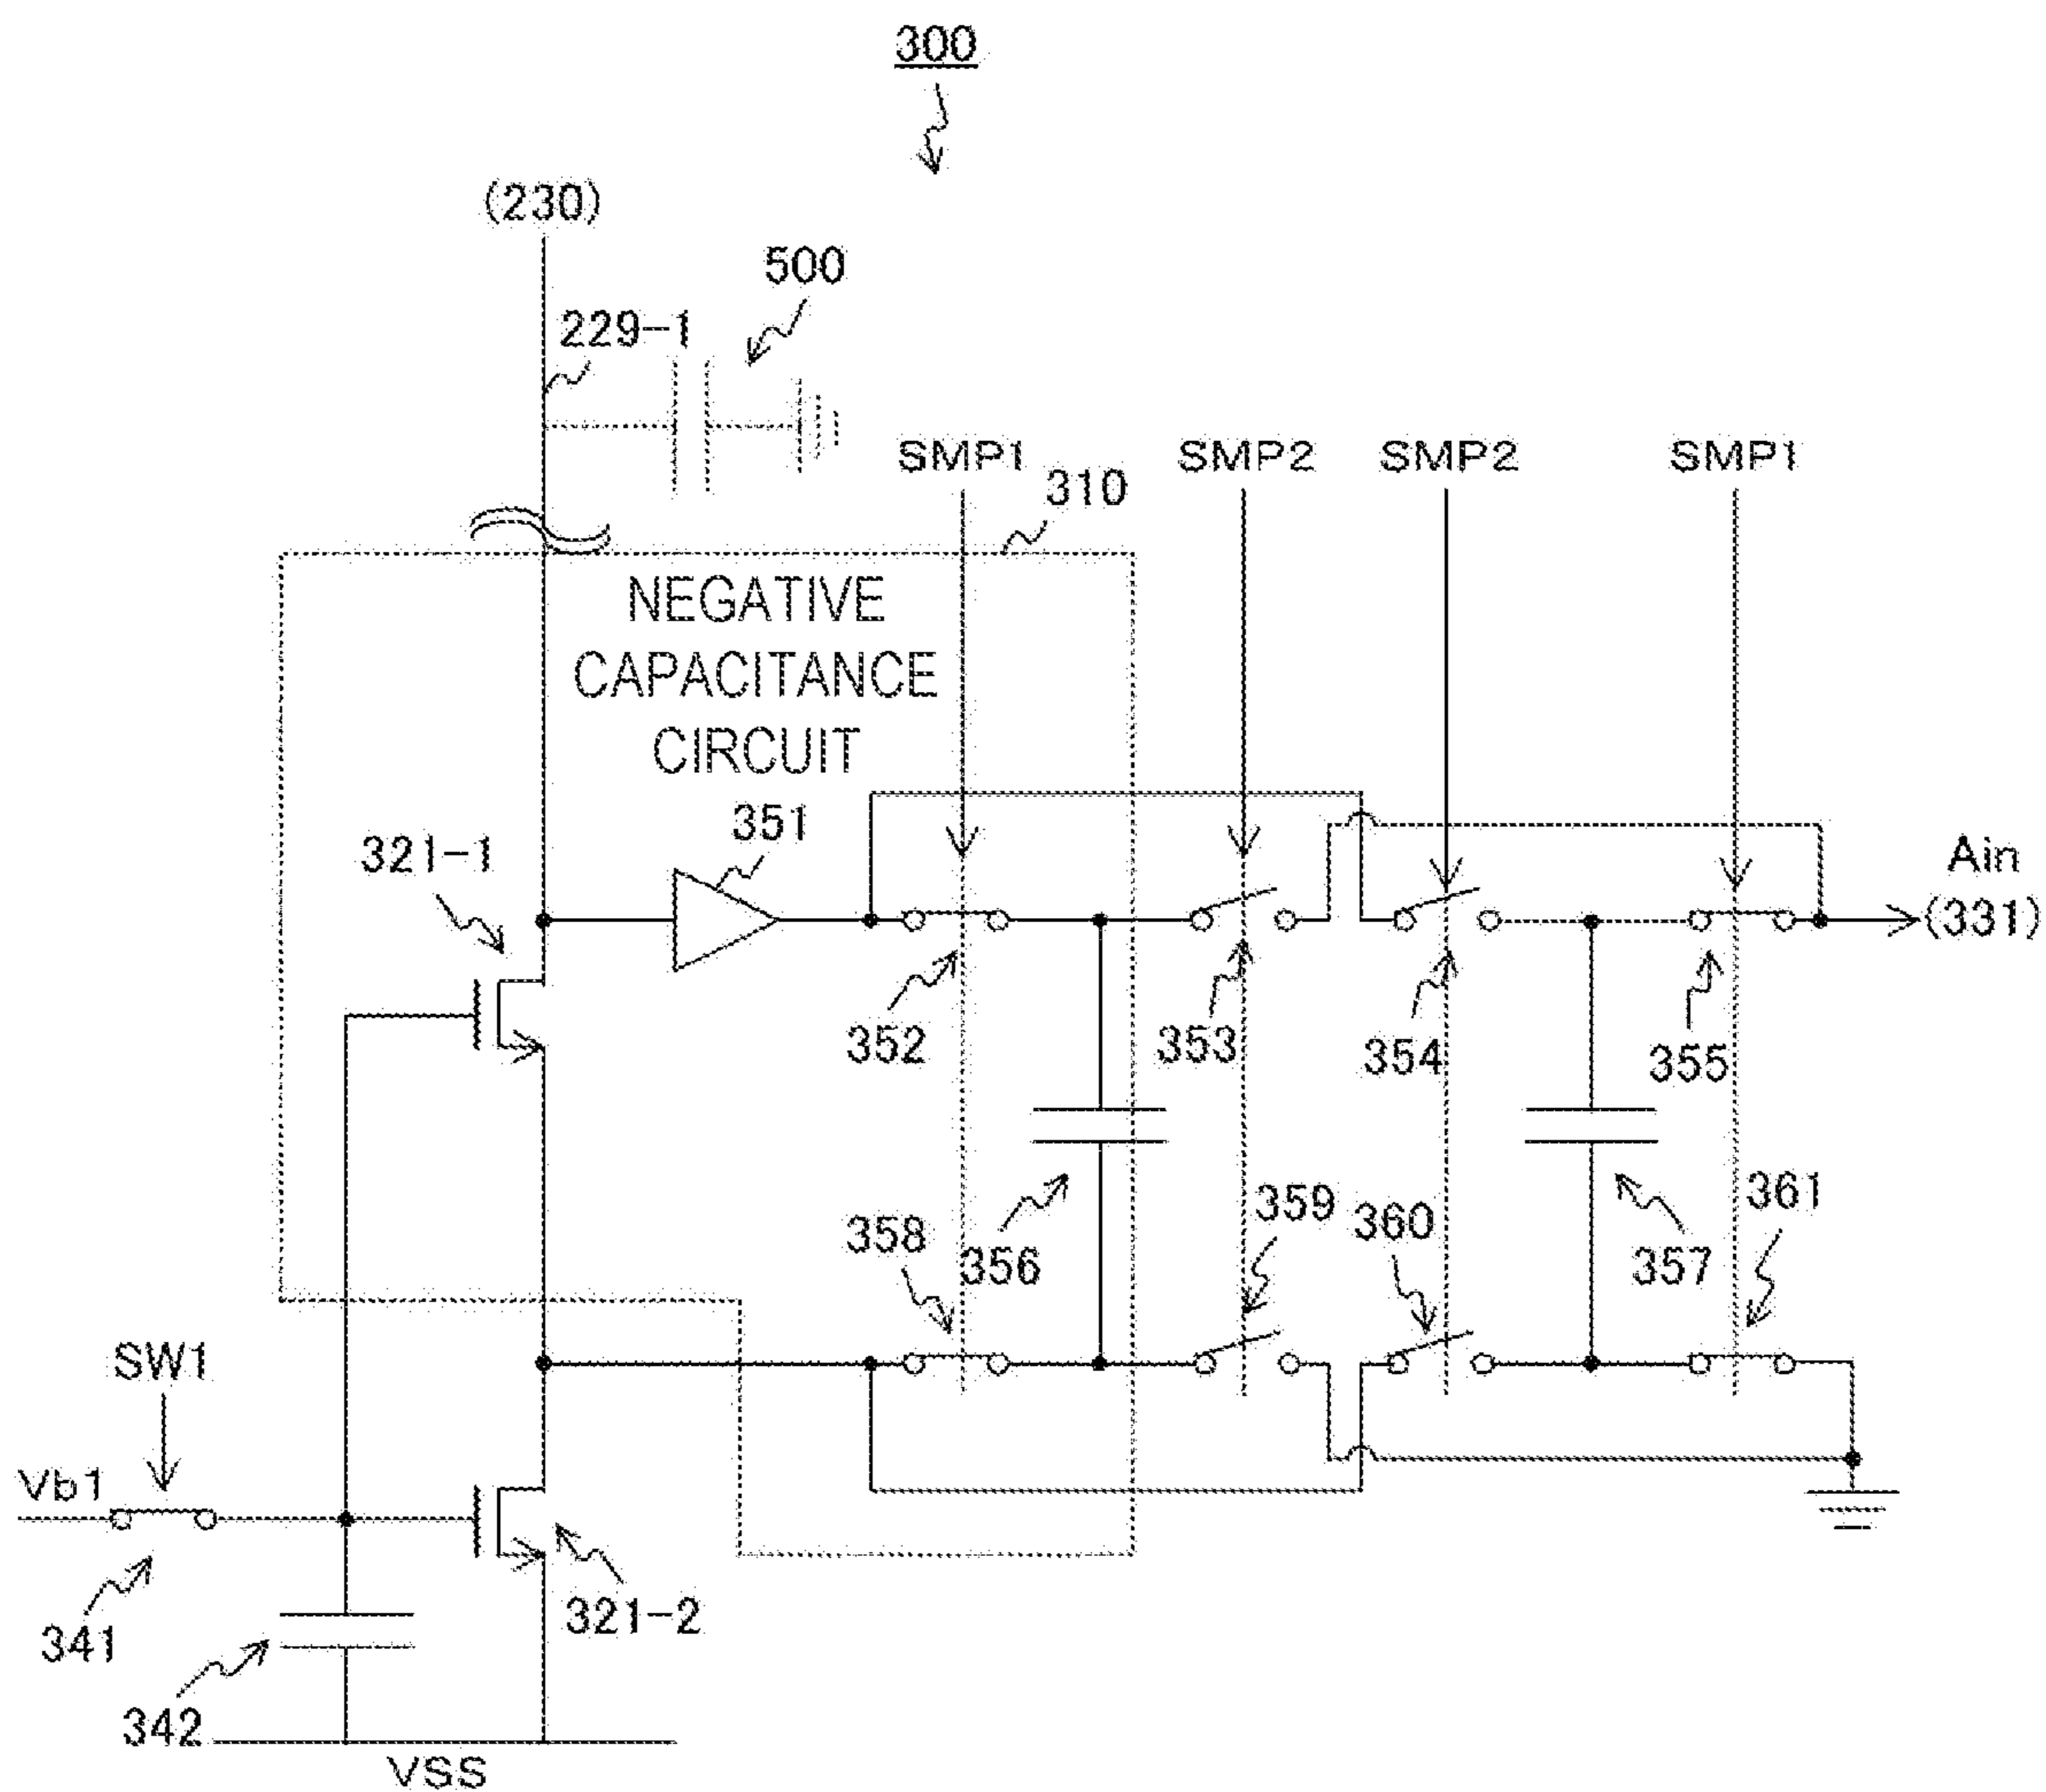 300
(230)
500
229-1
SMP1
SMP2
SMP2
SMP1
310
NEGATIVE
CAPACITANCE
CIRCUIT
351
321-1
Ain
(331)
352
353
354
355
358
356
359
360
357
361
SW1
Vb1
341
321-2
342
VSS